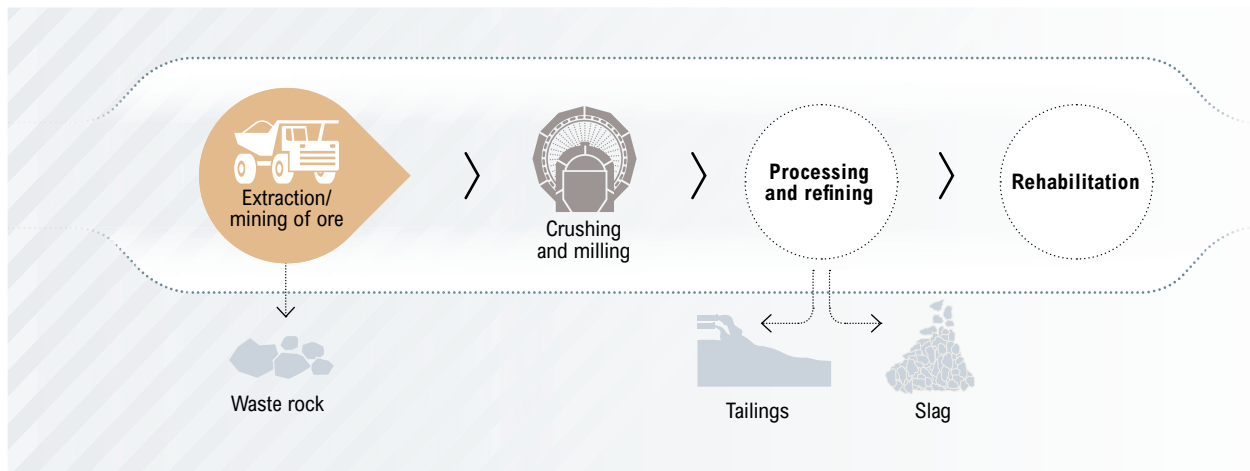 Extraction/
mining of ore
Crushing
and milling
Processing
and refining
Rehabilitation
Waste rock
Tailings
Slag